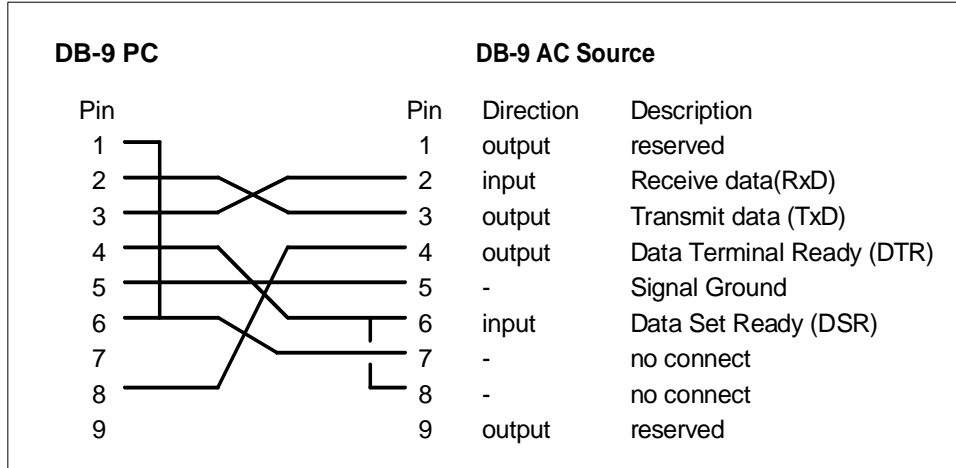 DB-9 PC DB-9 AC Source
Pin Pin Direction Description
1 1 output reserved
2 2 input Receive data(RxD)
3 3 output Transmit data (TxD)
4 4 output Data Terminal Ready (DTR)
5 5 - Signal Ground
6 6 input Data Set Ready (DSR)
7 7 - no connect
8 8 - no connect
9 9 output reserved